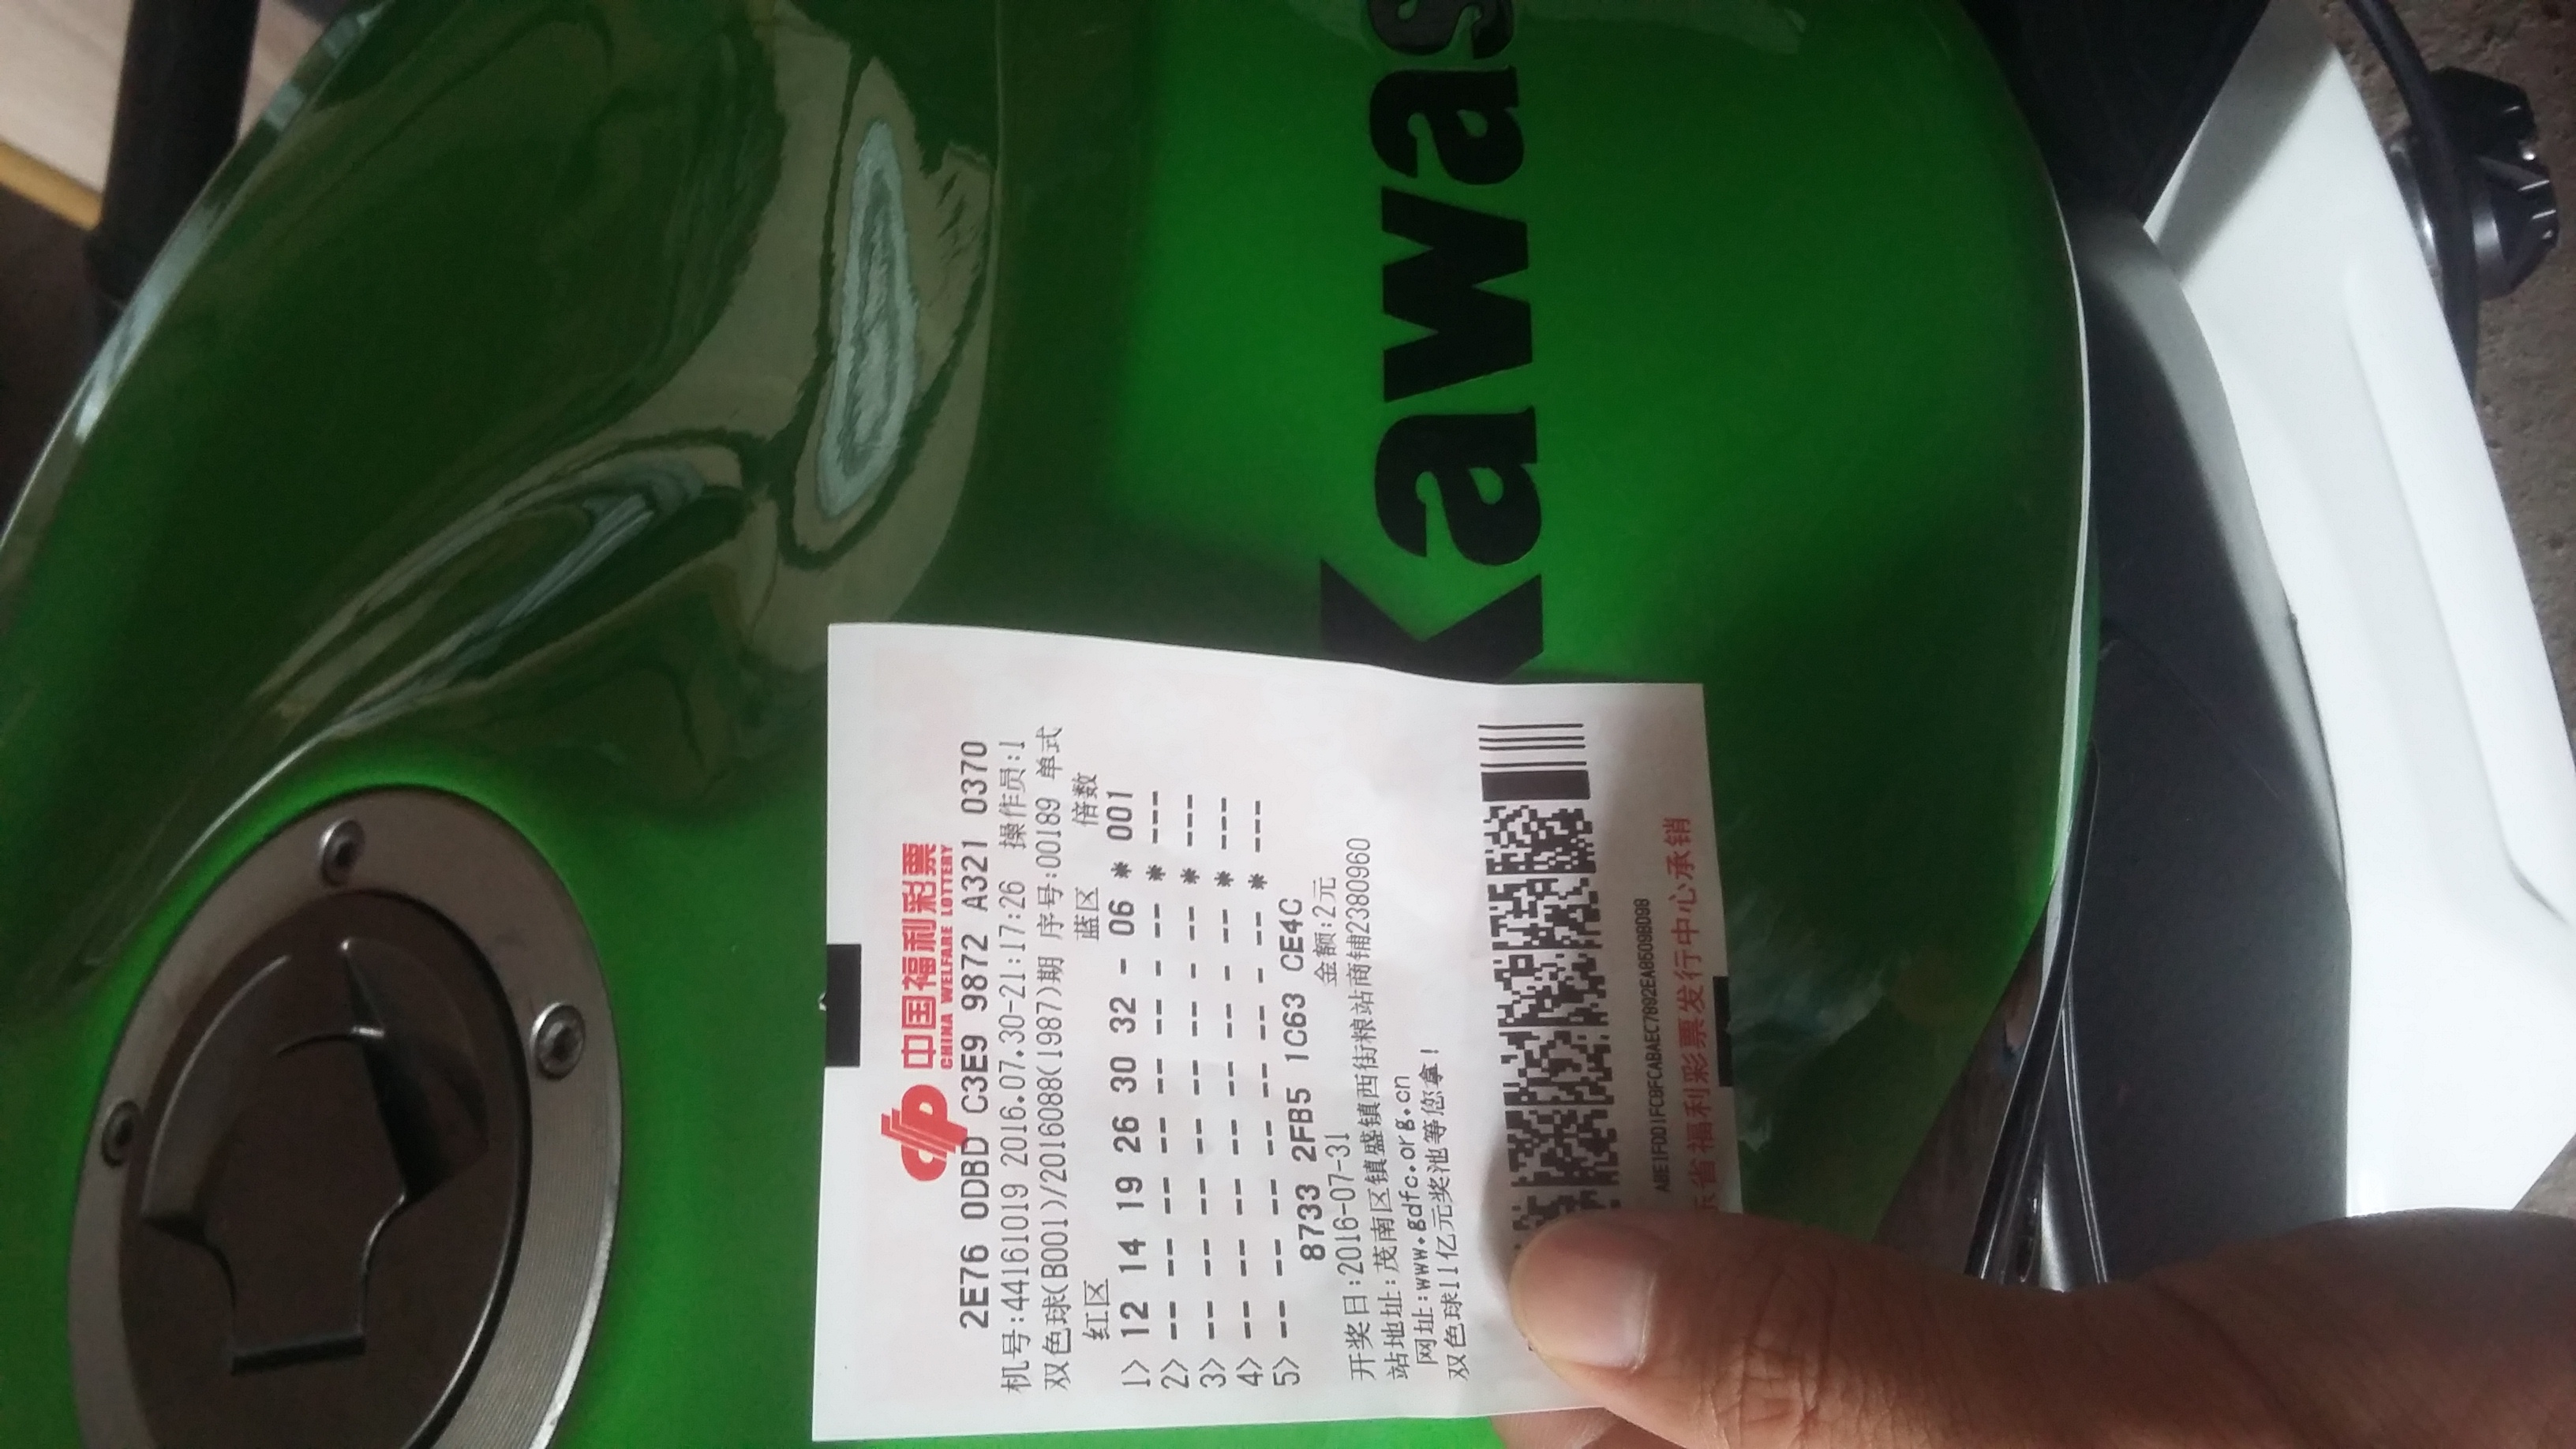 Kawas
中国福利彩票
CHINA WELFARE LOTTERY
2E76 0DBD C3E9 9872 A321 0370
机号:44161019 2016.07.30-21:17:26 操作员:1
双色球(B001)/2016088(1987)期 序号:00189 单式
红区 蓝区 倍数
1> 12 14 19 26 30 32 - 06 * 001
2> -- -- -- -- -- -- - -- * ---
3> -- -- -- -- -- -- - -- * ---
4> -- -- -- -- -- -- - -- * ---
5> -- -- -- -- -- -- - -- * ---
8733 2FB5 1C63 CE4C
开奖日:2016-07-31 金额:2元
站地址:茂南区镇盛镇西街粮站商铺2380960
网址:www.gdfc.org.cn
双色球11亿元奖池等您拿!
省福利彩票发行中心承销